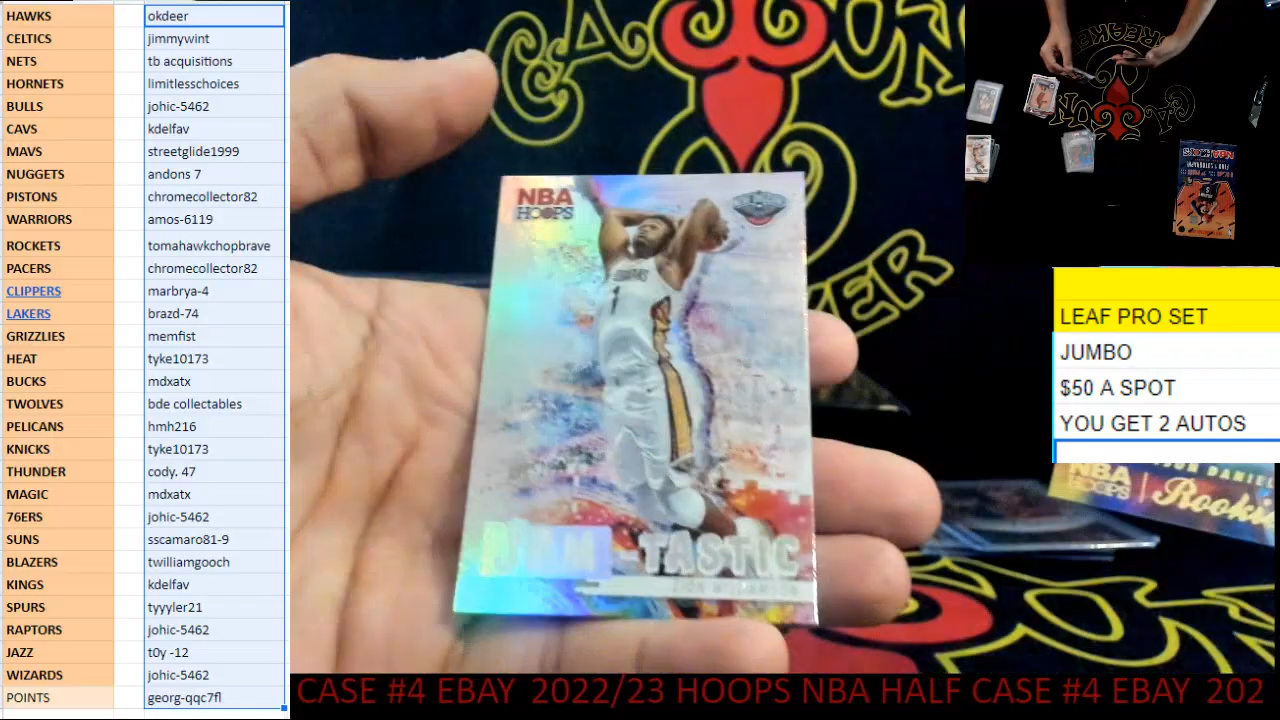 HAWKS okdeer
CELTICS jimmywint
NETS tb acquisitions
HORNETS limitlesschoices
BULLS johic-5462
CAVS kdelfav
MAVS streetglide1999
NUGGETS andons 7
PISTONS chromecollector82
WARRIORS amos-6119
ROCKETS tomahawkchopbrave
PACERS chromecollector82
CLIPPERS marbrya-4
LAKERS brazd-74
GRIZZLIES memfist
HEAT tyke10173
BUCKS mdxatx
TWOLVES bde collectables
PELICANS hmh216
KNICKS tyke10173
THUNDER cody. 47
MAGIC mdxatx
76ERS johic-5462
SUNS sscamaro81-9
BLAZERS twilliamgooch
KINGS kdelfav
SPURS tyyyler21
RAPTORS johic-5462
JAZZ t0y -12
WIZARDS johic-5462
POINTS georg-qqc7fl
NBA
HOOPS
1
TASTIC
NBA
HOOPS
LEAF PRO SET
JUMBO
$50 A SPOT
YOU GET 2 AUTOS
NBA
HOOPS
Rookie
CASE #4 EBAY 2022/23 HOOPS NBA HALF CASE #4 EBAY 202